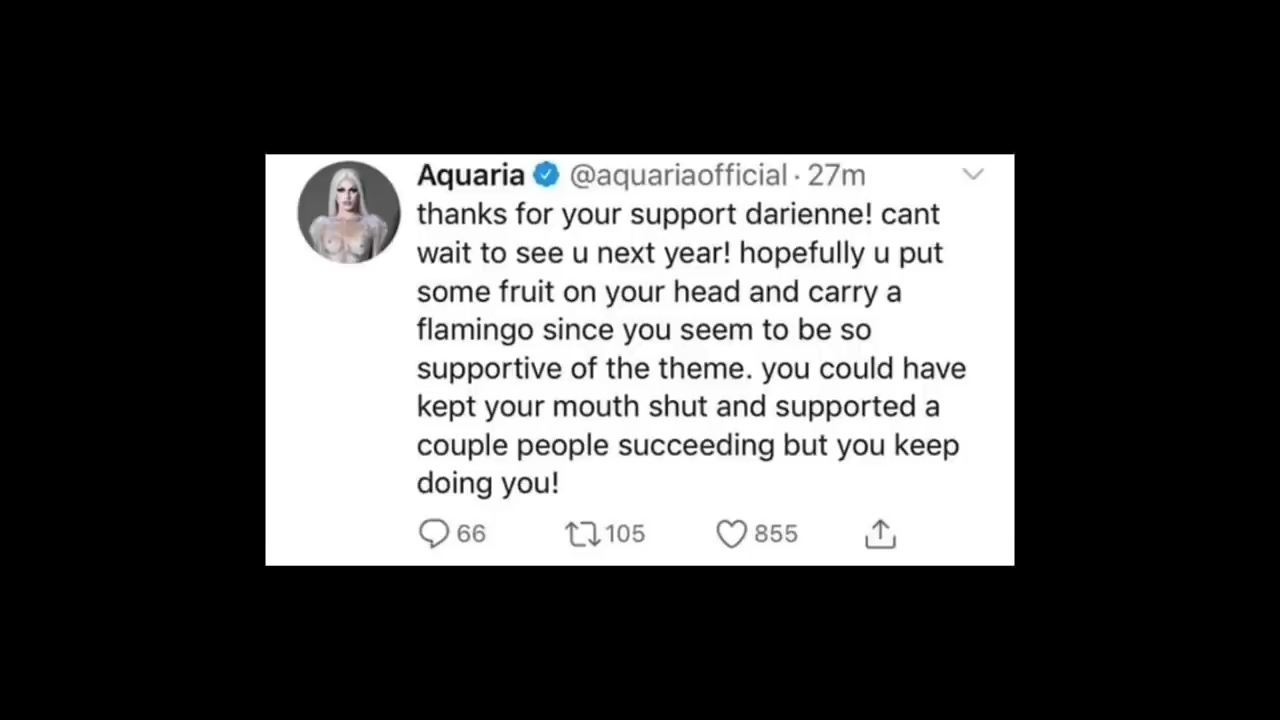 Aquaria @aquariaofficial · 27m
thanks for your support darienne! cant
wait to see u next year! hopefully u put
some fruit on your head and carry a
flamingo since you seem to be so
supportive of the theme. you could have
kept your mouth shut and supported a
couple people succeeding but you keep
doing you!
66 105 855